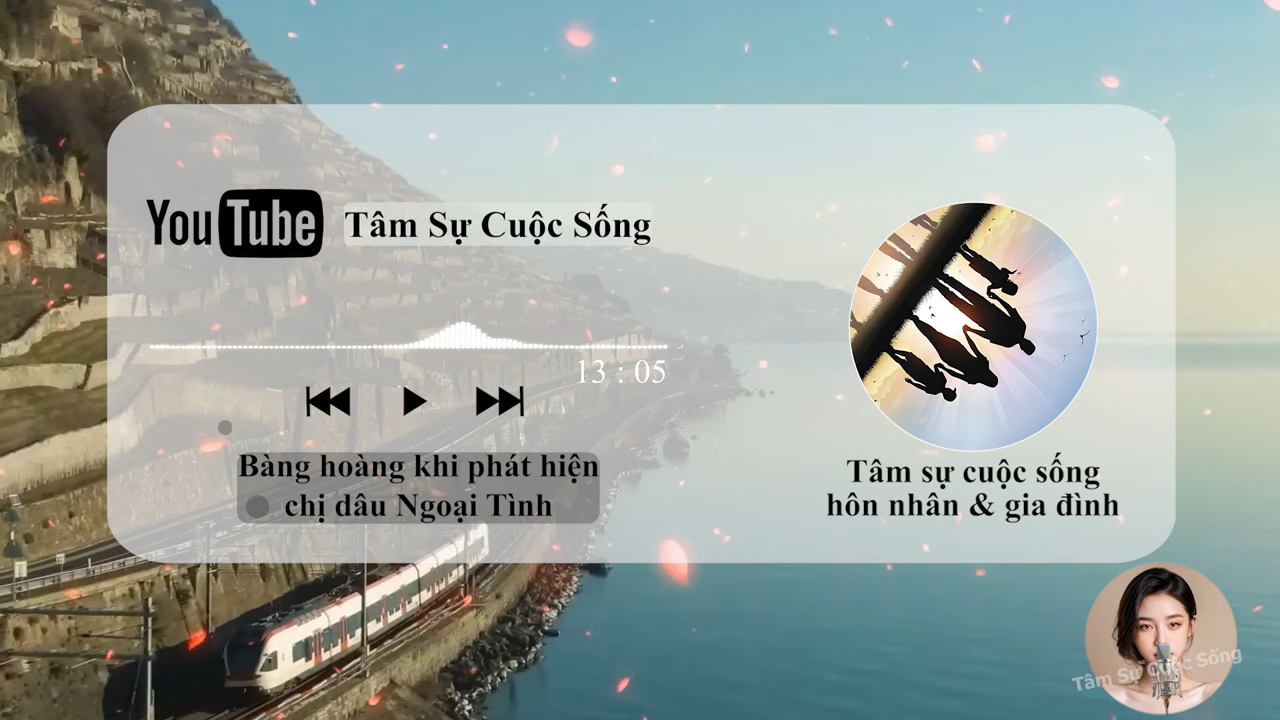 YouTube Tâm Sự Cuộc Sống
13 : 05
Bàng hoàng khi phát hiện
chị dâu Ngoại Tình
Tâm sự cuộc sống
hôn nhân & gia đình
Tâm Sự Cuộc Sống